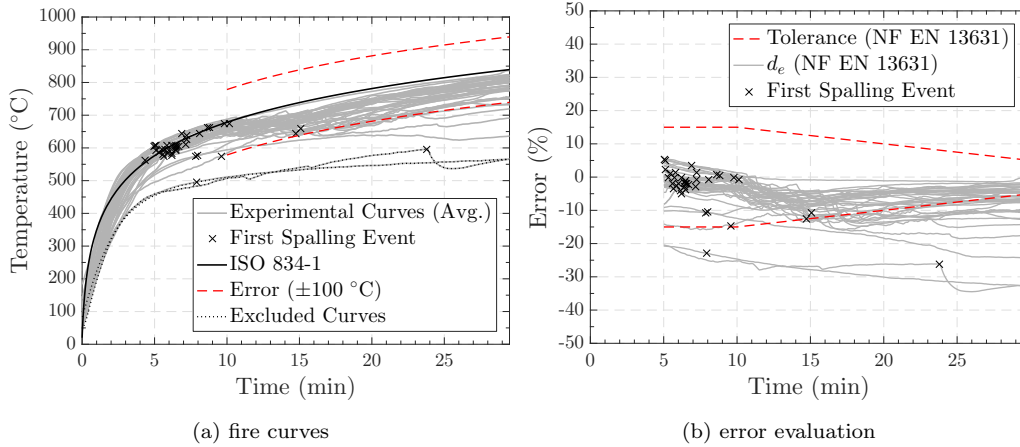 1000
900
800
700
600
500
400
300
200
100
0
Temperature (°C)
0 5 10 15 20 25
Time (min)
Experimental Curves (Avg.)
First Spalling Event
ISO 834-1
Error (±100 °C)
Excluded Curves
(a) fire curves
50
40
30
20
10
0
-10
-20
-30
-40
-50
Error (%)
0 5 10 15 20 25
Time (min)
Tolerance (NF EN 13631)
dₑ (NF EN 13631)
First Spalling Event
(b) error evaluation